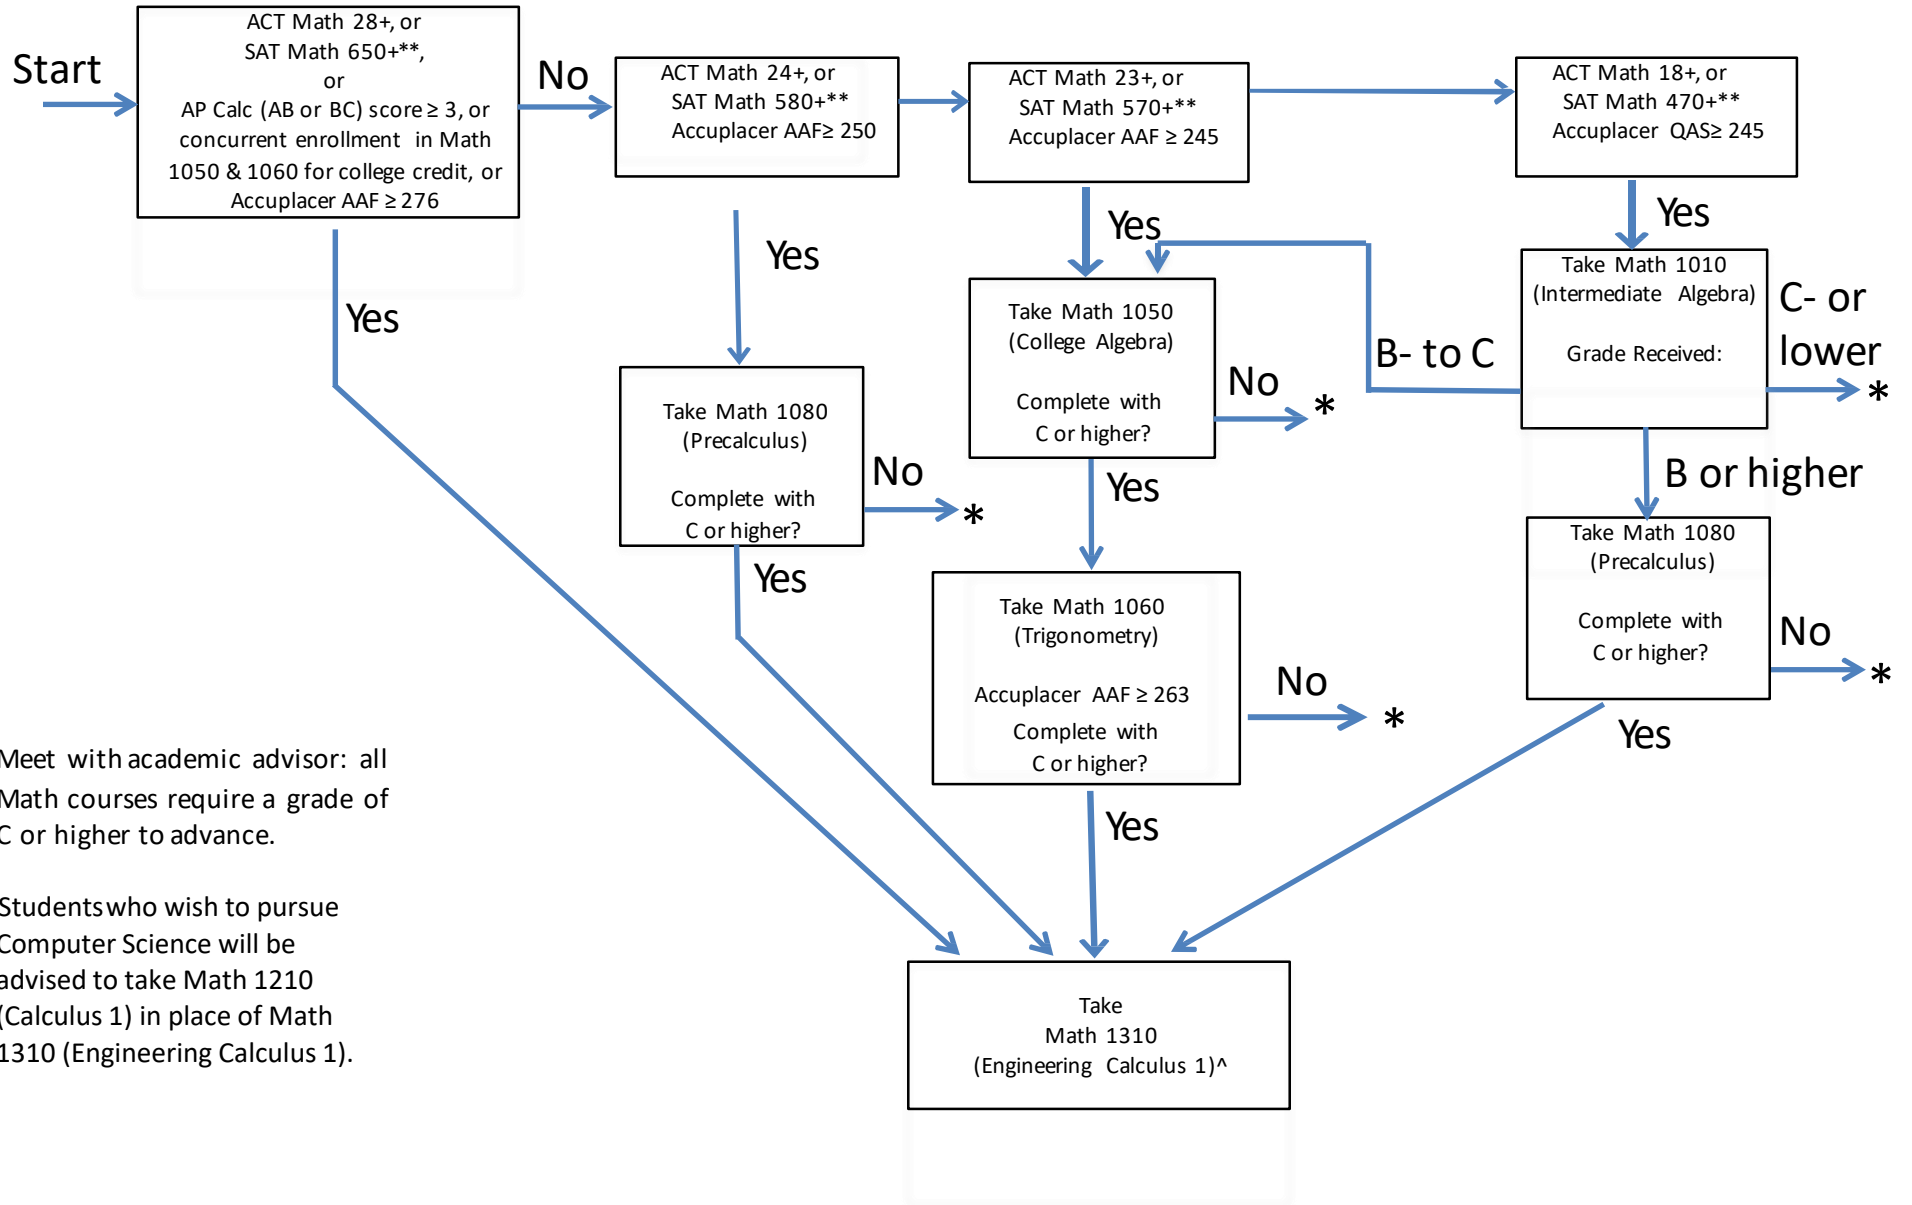 Start
ACT Math 28+, or
SAT Math 650+**,
or
AP Calc (AB or BC) score ≥ 3, or
concurrent enrollment in Math
1050 & 1060 for college credit, or
Accuplacer AAF ≥ 276
No
ACT Math 24+, or
SAT Math 580+**
Accuplacer AAF≥ 250
ACT Math 23+, or
SAT Math 570+**
Accuplacer AAF ≥ 245
ACT Math 18+, or
SAT Math 470+**
Accuplacer QAS≥ 245
Yes
Yes
Yes
Yes
Take Math 1080
(Precalculus)
Complete with
C or higher?
No
*
Yes
Take Math 1050
(College Algebra)
Complete with
C or higher?
No
*
Yes
Take Math 1060
(Trigonometry)
Accuplacer AAF ≥ 263
Complete with
C or higher?
No
*
Yes
Take Math 1010
(Intermediate Algebra)
Grade Received:
B- to C
C- or
lower
*
B or higher
Take Math 1080
(Precalculus)
Complete with
C or higher?
No
*
Yes
Take
Math 1310
(Engineering Calculus 1)^
Meet with academic advisor: all
Math courses require a grade of
C or higher to advance.
Students who wish to pursue
Computer Science will be
advised to take Math 1210
(Calculus 1) in place of Math
1310 (Engineering Calculus 1).